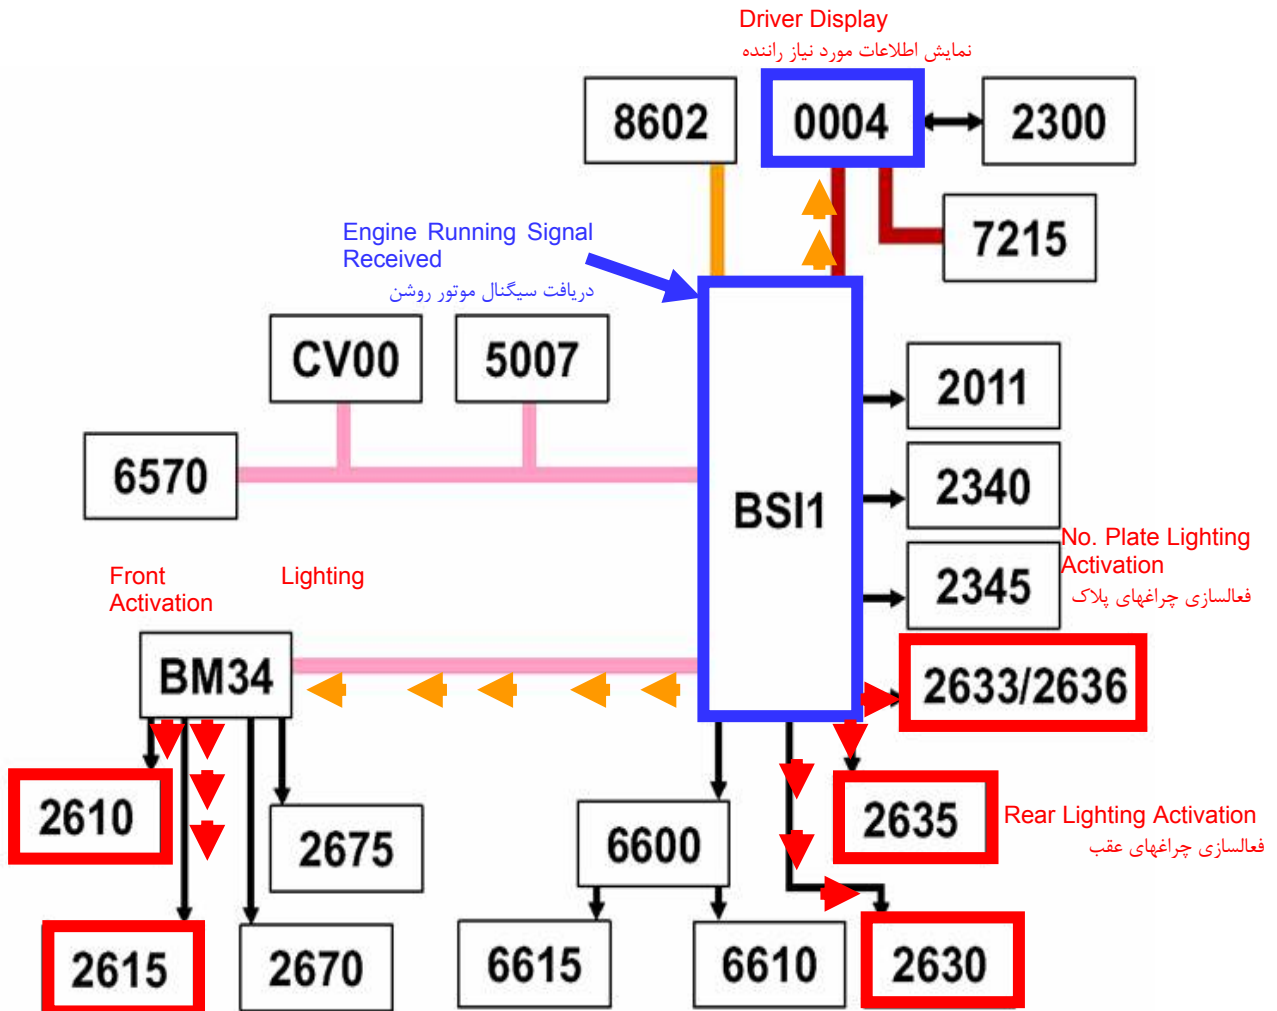 Driver Display
نمایش اطلاعات مورد نیاز راننده
8602
0004
2300
7215
Engine Running Signal
Received
دریافت سیگنال موتور روشن
CV00
5007
2011
6570
2340
BSI1
No. Plate Lighting
Activation
فعالسازی چراغهای پلاک
2345
Front Lighting
Activation
BM34
2633/2636
2610
2675
6600
2635
Rear Lighting Activation
فعالسازی چراغهای عقب
2615
2670
6615
6610
2630